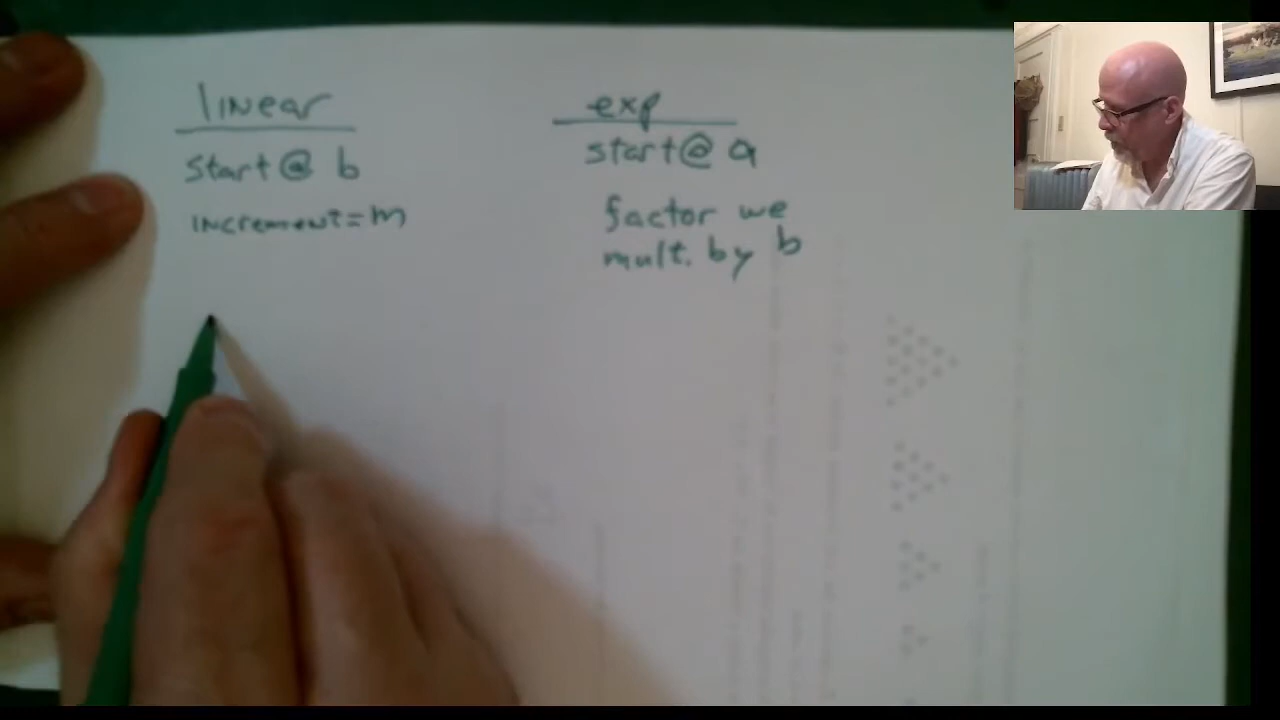 linear
start@ b
increment=m
exp
start@ a
factor we
mult. by b